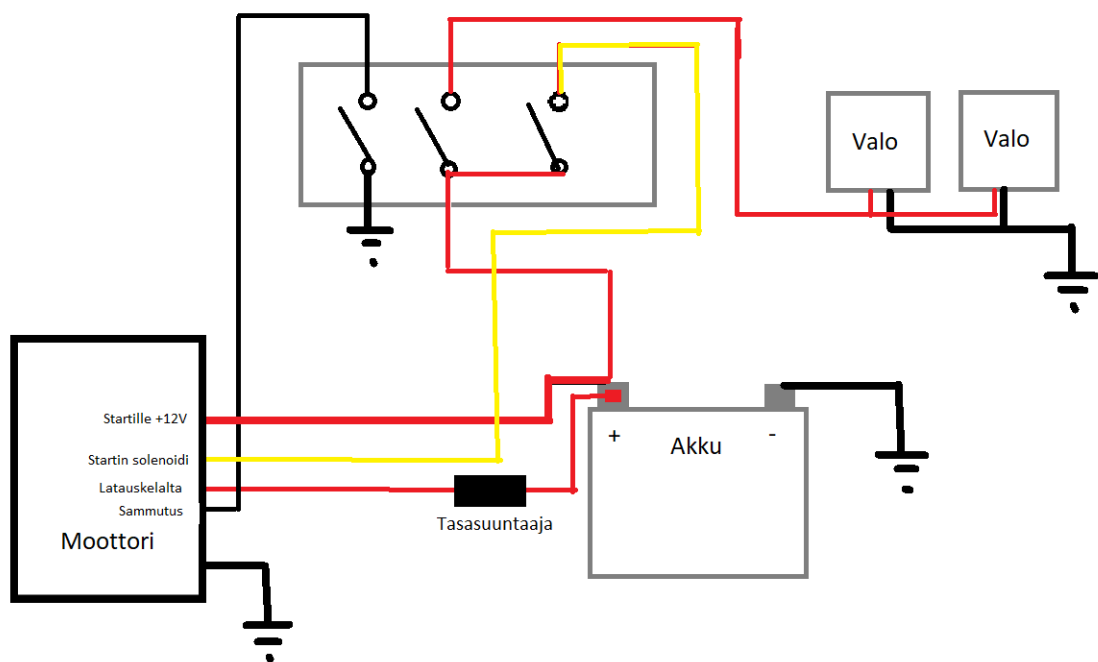 Valo
Valo
Startille +12V
Startin solenoidi
Latauskelalta
Sammutus
Moottori
+
Akku
-
Tasasuuntaaja